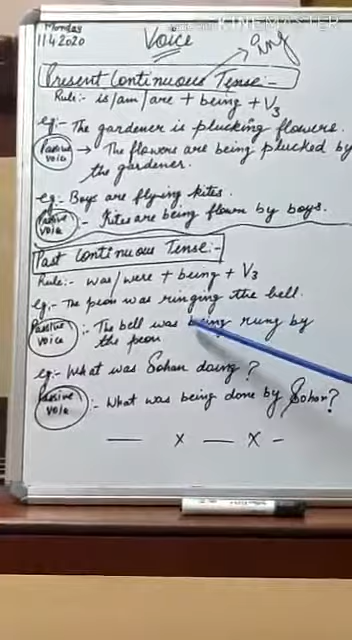 Monday
11.4.2020
KINEMASTER
Voice
Ing
Present Continuous Tense:-
Rule:- is/am/are + being + V3
eg:- The gardener is plucking flowers.
Passive voice → The flowers are being plucked by
the gardener.
eg:- Boys are flying kites.
Passive voice:- Kites are being flown by boys.
Past Continuous Tense:-
Rule:- was/were + being + V3
eg:- The peon was ringing the bell.
Passive voice:- The bell was being rung by
the peon
eg:- What was Sohan doing?
Passive voice:- What was being done by Sohan?
— x — x –